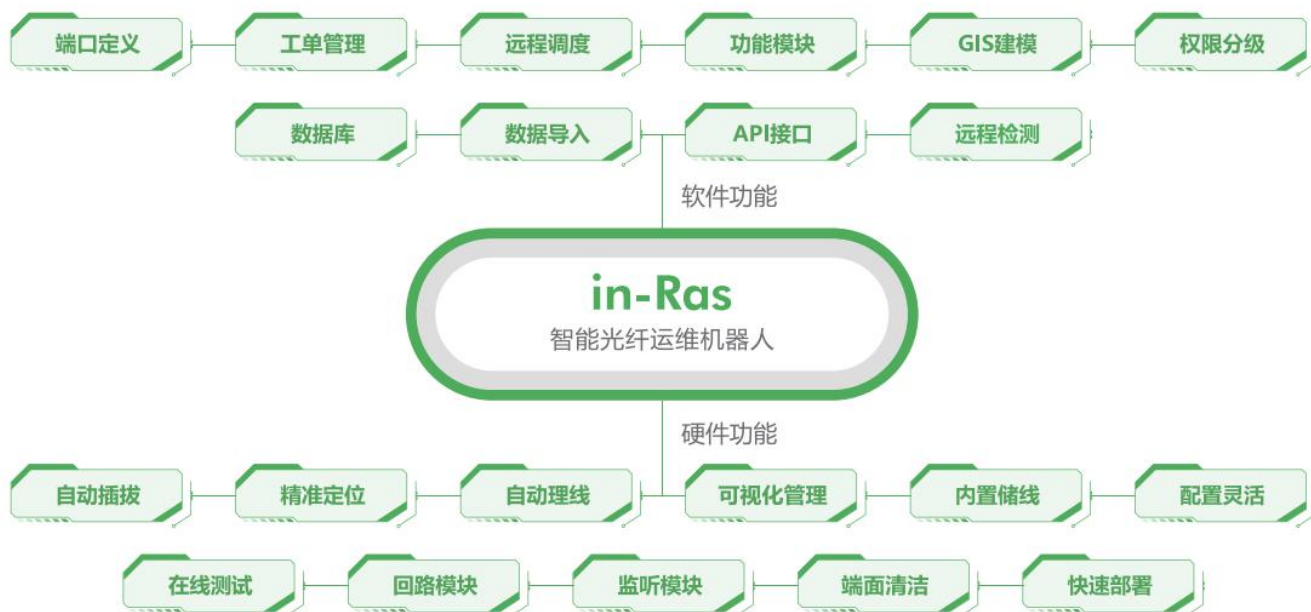 端口定义 工单管理 远程调度 功能模块 GIS建模 权限分级
数据库 数据导入 API接口 远程检测
软件功能
in-Ras
智能光纤运维机器人
硬件功能
自动插拔 精准定位 自动理线 可视化管理 内置储线 配置灵活
在线测试 回路模块 监听模块 端面清洁 快速部署